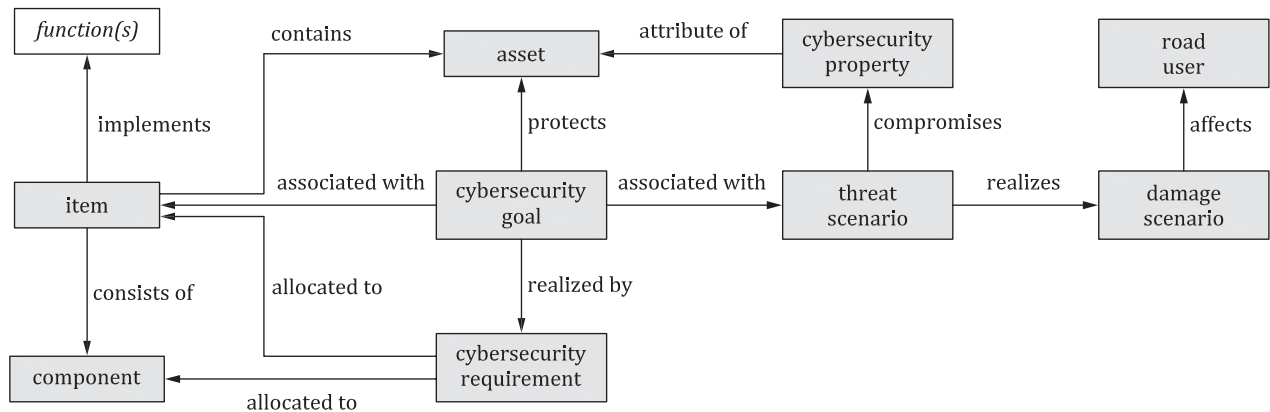 function(s)
contains
asset
attribute of
cybersecurity
property
road
user
implements
protects
compromises
affects
item
associated with
cybersecurity
goal
associated with
threat
scenario
realizes
damage
scenario
consists of
allocated to
realized by
component
cybersecurity
requirement
allocated to